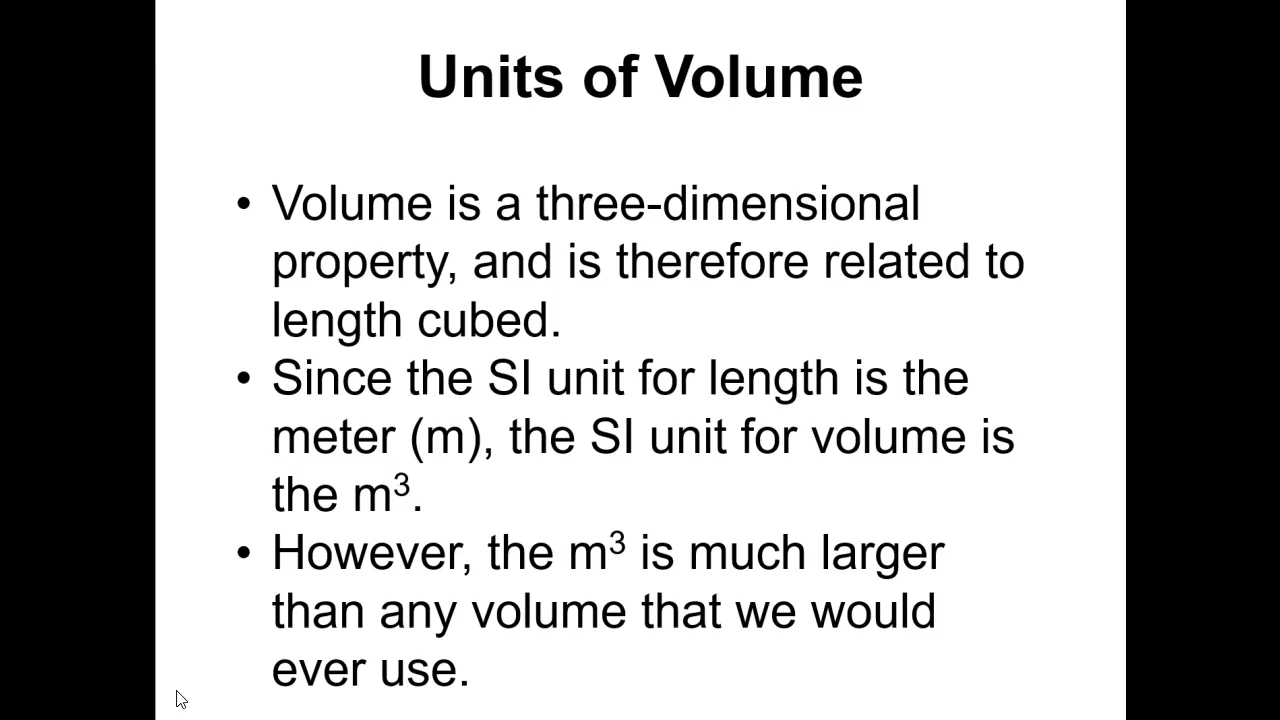 Units of Volume
• Volume is a three-dimensional
property, and is therefore related to
length cubed.
• Since the SI unit for length is the
meter (m), the SI unit for volume is
the m³.
• However, the m³ is much larger
than any volume that we would
ever use.